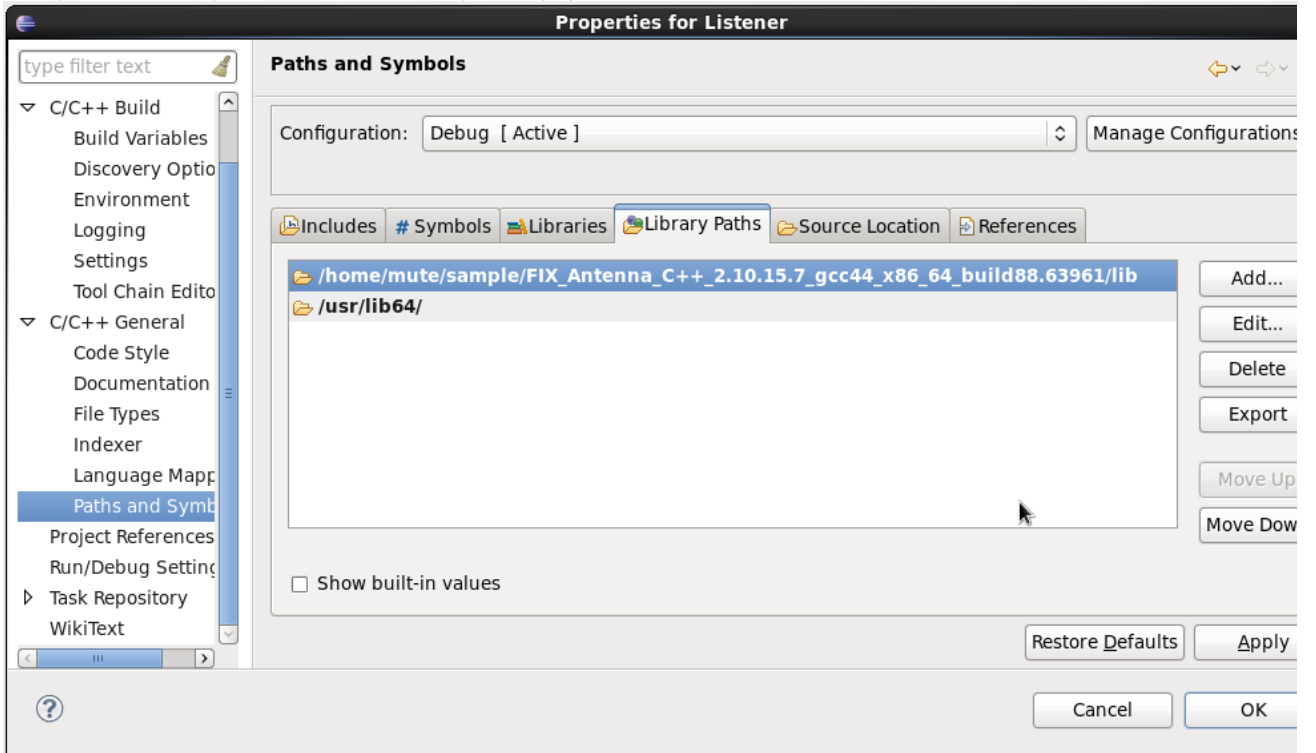 Properties for Listener
type filter text
C/C++ Build
Build Variables
Discovery Optio
Environment
Logging
Settings
Tool Chain Edito
C/C++ General
Code Style
Documentation
File Types
Indexer
Language Mapp
Paths and Symb
Project References
Run/Debug Setting
Task Repository
WikiText
Paths and Symbols
Configuration: Debug [ Active ] Manage Configurations
Includes # Symbols Libraries Library Paths Source Location References
/home/mute/sample/FIX_Antenna_C++_2.10.15.7_gcc44_x86_64_build88.63961/lib
/usr/lib64/
Add...
Edit...
Delete
Export
Move Up
Move Dow
Show built-in values
Restore Defaults Apply
Cancel OK